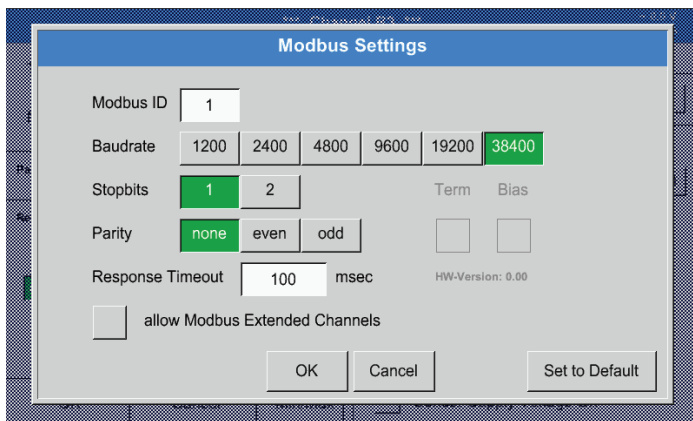 *** Channel B3 ***
Modbus Settings
Modbus ID 1
Baudrate 1200 2400 4800 9600 19200 38400
Stopbits 1 2 Term Bias
Parity none even odd
Response Timeout 100 msec HW-Version: 0.00
allow Modbus Extended Channels
OK Cancel Set to Default